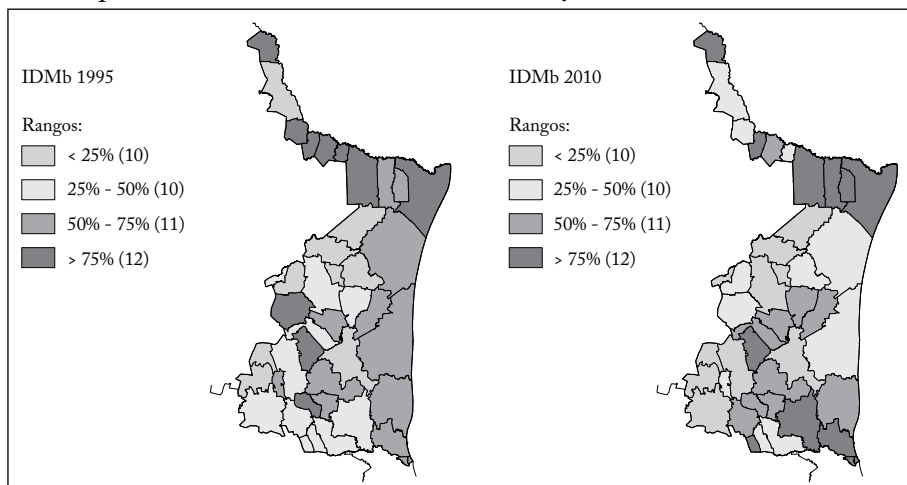 IDMb 1995
Rangos:
< 25% (10)
25% - 50% (10)
50% - 75% (11)
> 75% (12)
IDMb 2010
Rangos:
< 25% (10)
25% - 50% (10)
50% - 75% (11)
> 75% (12)